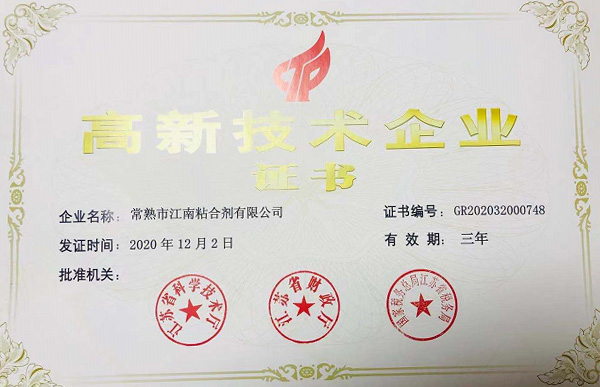 高新技术企业
证书
企业名称：常熟市江南粘合剂有限公司
证书编号：GR202032000748
发证时间：2020年12月2日
有效期：三年
批准机关：
江苏省科学技术厅
江苏省财政厅
国家税务总局江苏省税务局